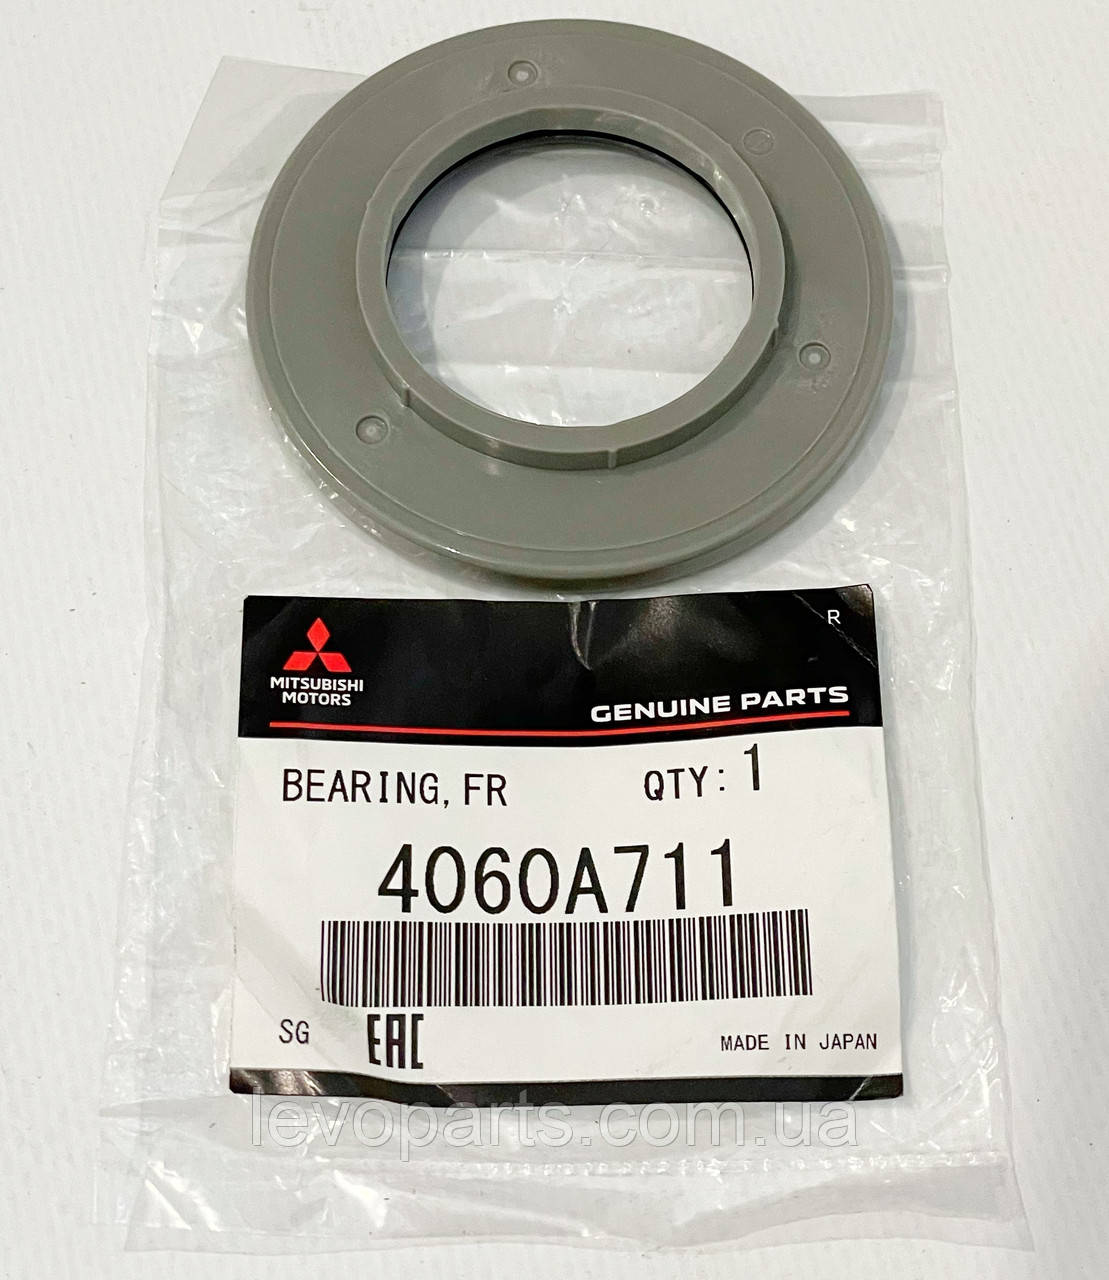 R
MITSUBISHI
MOTORS
GENUINE PARTS
BEARING, FR QTY: 1
4060A711
SG EAC MADE IN JAPAN
levoparts.com.ua